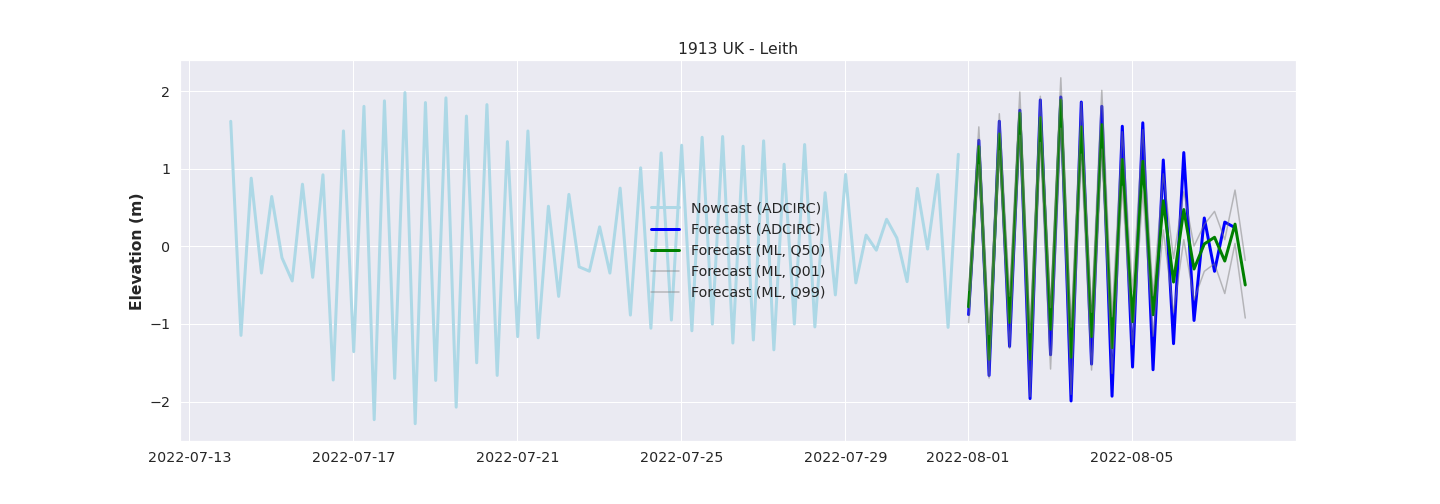 1913 UK - Leith
Elevation (m)
2
1
0
−1
−2
Nowcast (ADCIRC)
Forecast (ADCIRC)
Forecast (ML, Q50)
Forecast (ML, Q01)
Forecast (ML, Q99)
2022-07-13 2022-07-17 2022-07-21 2022-07-25 2022-07-29 2022-08-01 2022-08-05